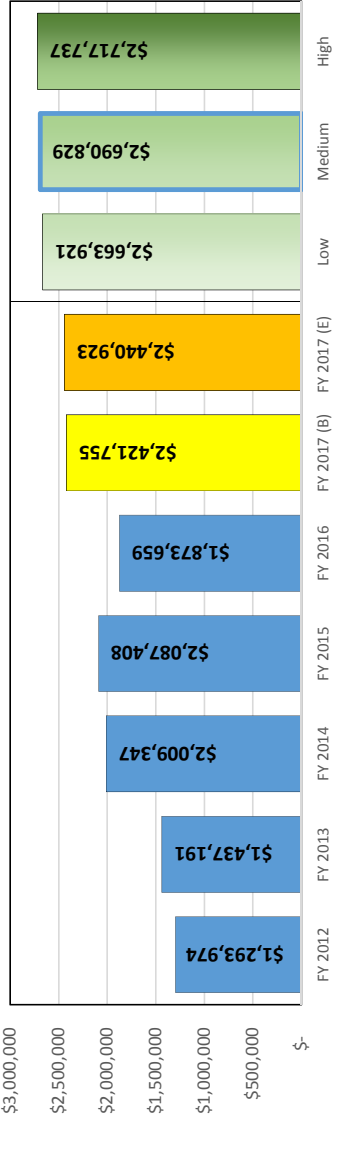 $3,000,000
$2,500,000
$2,000,000
$1,500,000
$1,000,000
$500,000
$-
$1,293,974
$1,437,191
$2,009,347
$2,087,408
$1,873,659
$2,421,755
$2,440,923
$2,663,921
$2,690,829
$2,717,737
FY 2012
FY 2013
FY 2014
FY 2015
FY 2016
FY 2017 (B)
FY 2017 (E)
Low
Medium
High